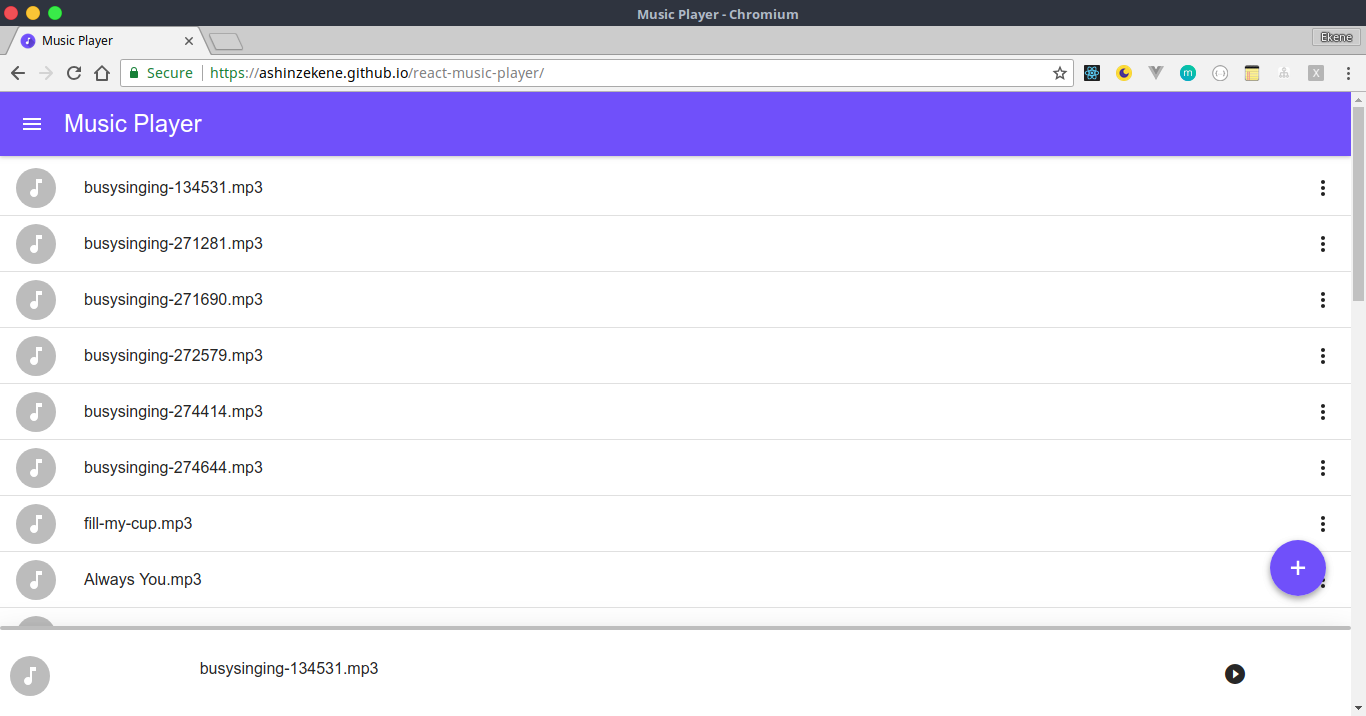 Music Player - Chromium
Music Player
Ekene
Secure https://ashinzekene.github.io/react-music-player/
m
X
Music Player
busysinging-134531.mp3
busysinging-271281.mp3
busysinging-271690.mp3
busysinging-272579.mp3
busysinging-274414.mp3
busysinging-274644.mp3
fill-my-cup.mp3
Always You.mp3
busysinging-134531.mp3